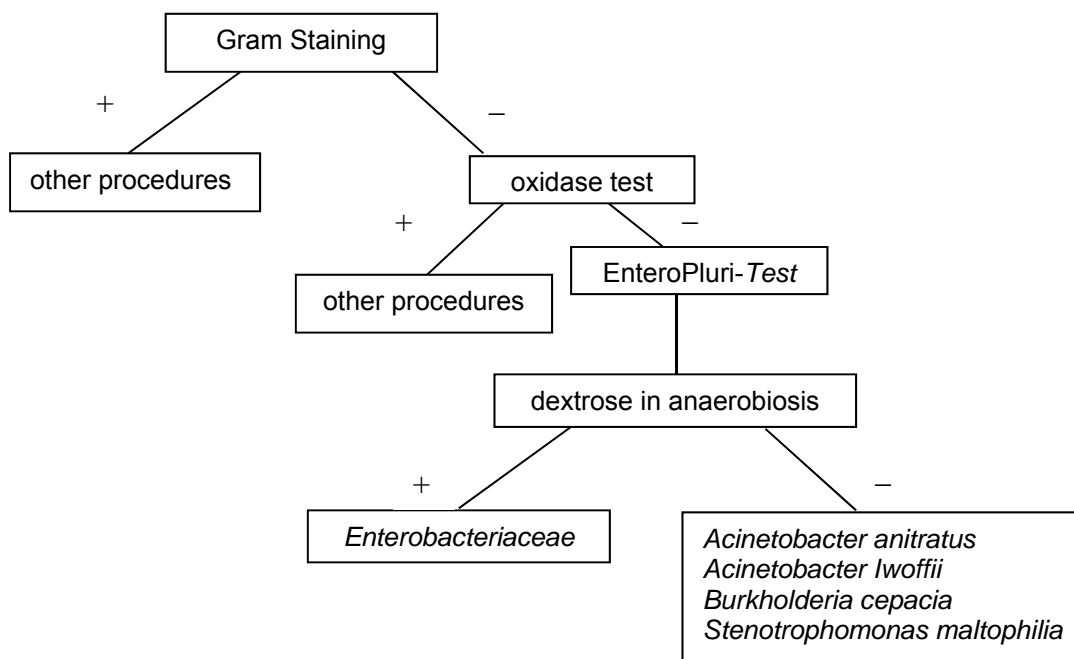 Gram Staining
+
–
other procedures
oxidase test
+
–
other procedures
EnteroPluri-Test
dextrose in anaerobiosis
+
–
Enterobacteriaceae
Acinetobacter anitratus
Acinetobacter Iwoffii
Burkholderia cepacia
Stenotrophomonas maltophilia